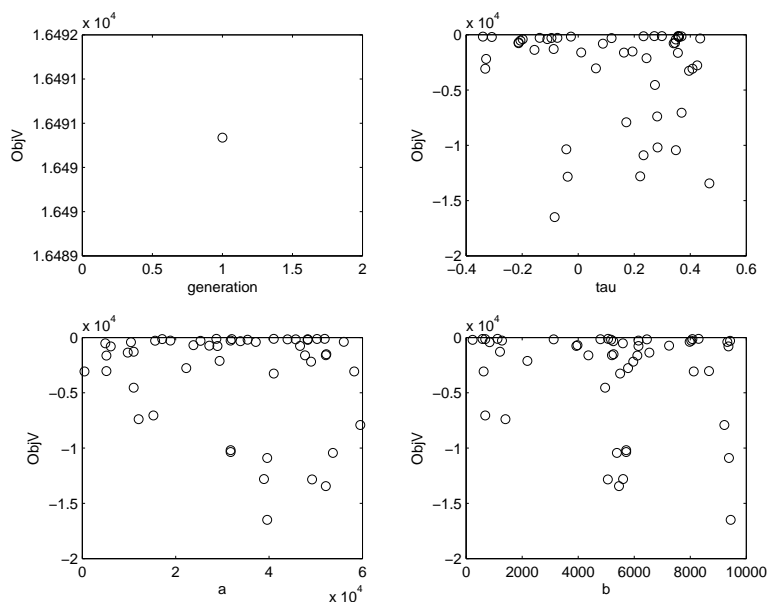 x 10^4
1.6492
1.6491
1.6491
1.649
1.649
1.6489
ObjV
0 0.5 1 1.5 2
generation
x 10^4
0
−0.5
−1
−1.5
−2
ObjV
−0.4 −0.2 0 0.2 0.4 0.6
tau
x 10^4
0
−0.5
−1
−1.5
−2
ObjV
0 2 4 6
a
x 10^4
x 10^4
0
−0.5
−1
−1.5
−2
ObjV
0 2000 4000 6000 8000 10000
b